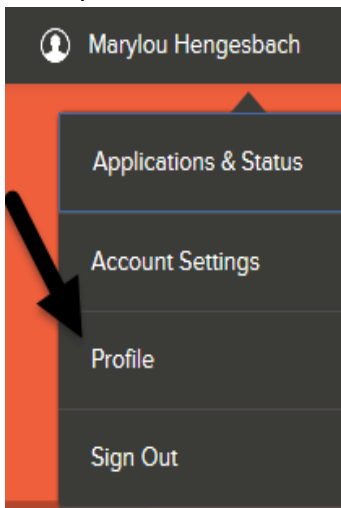 Marylou Hengesbach
Applications & Status
Account Settings
Profile
Sign Out